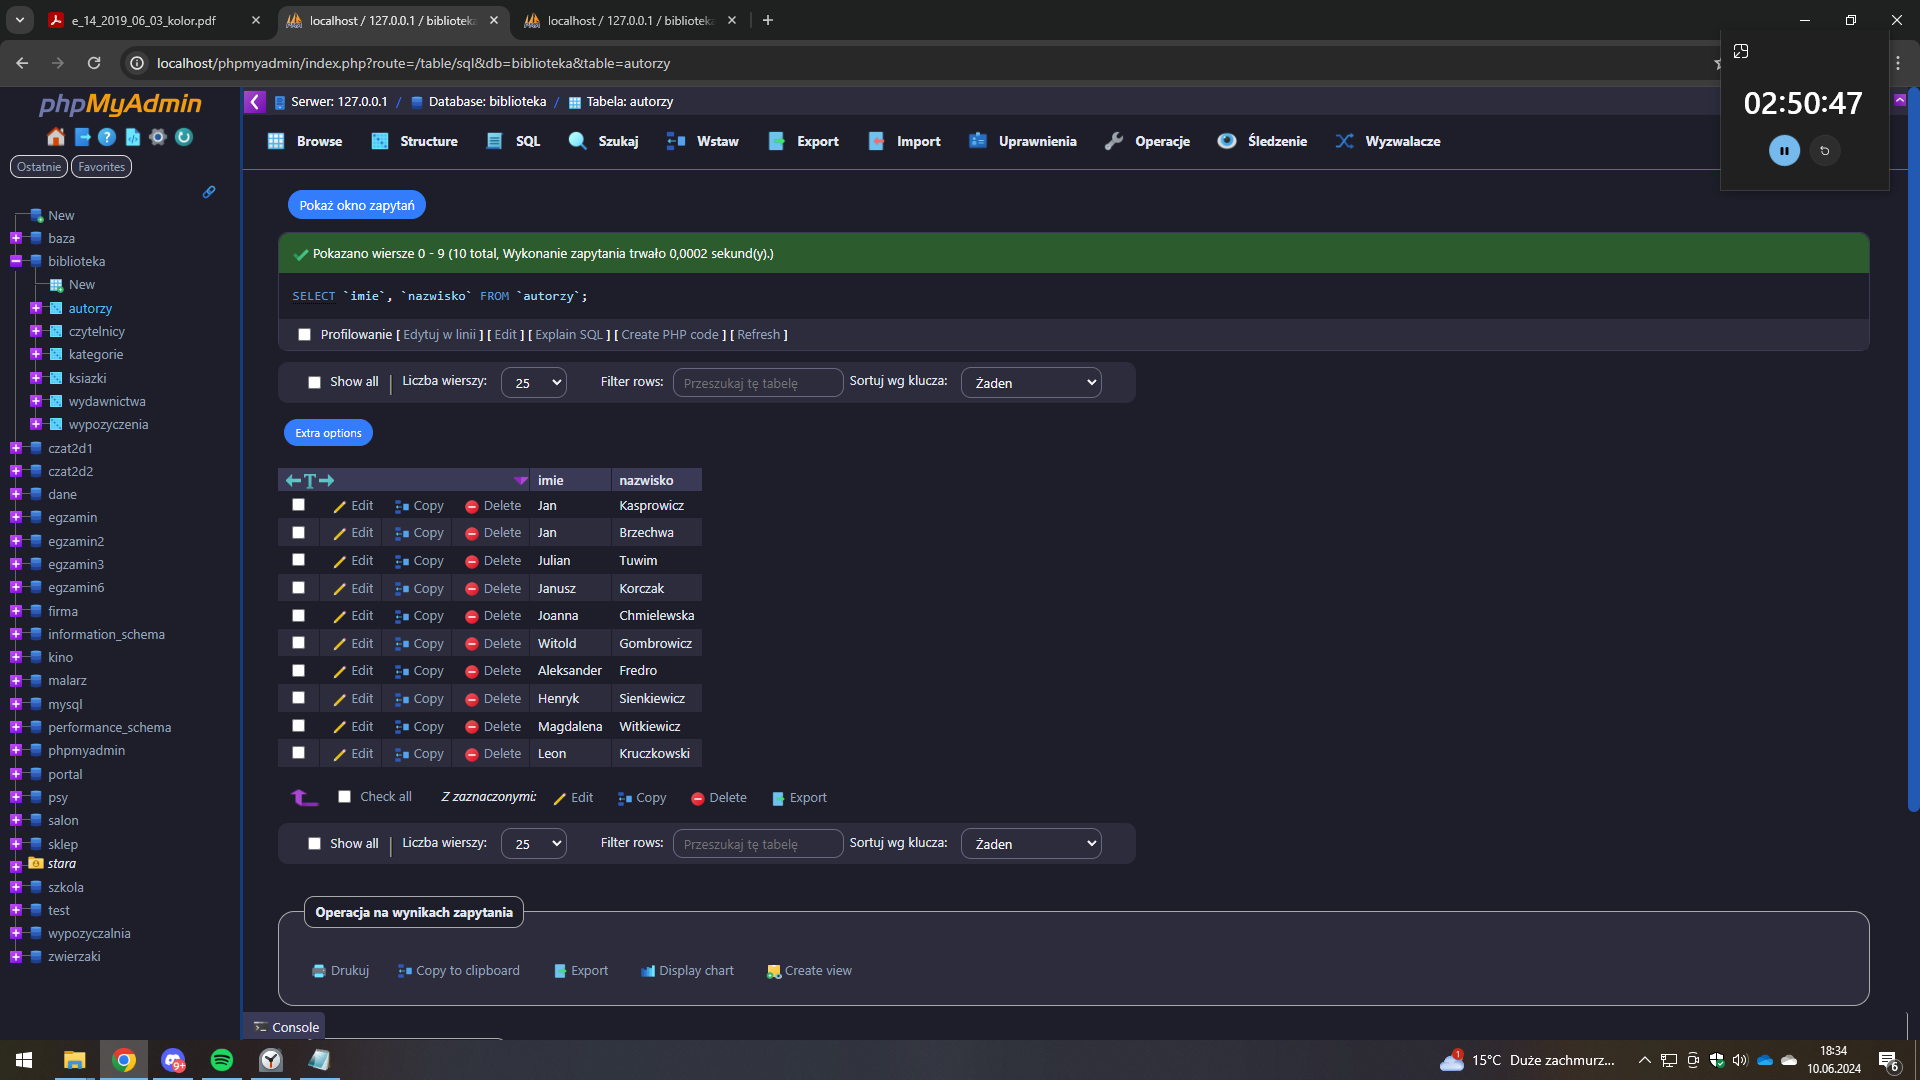 e_14_2019_06_03_kolor.pdf
localhost / 127.0.0.1 / biblioteka
localhost / 127.0.0.1 / biblioteka
localhost/phpmyadmin/index.php?route=/table/sql&db=biblioteka&table=autorzy
02:50:47
phpMyAdmin
Ostatnie Favorites
New
baza
biblioteka
New
autorzy
czytelnicy
kategorie
ksiazki
wydawnictwa
wypozyczenia
czat2d1
czat2d2
dane
egzamin
egzamin2
egzamin3
egzamin6
firma
information_schema
kino
malarz
mysql
performance_schema
phpmyadmin
portal
psy
salon
sklep
stara
szkola
test
wypozyczalnia
zwierzaki
Serwer: 127.0.0.1 / Database: biblioteka / Tabela: autorzy
Browse Structure SQL Szukaj Wstaw Export Import Uprawnienia Operacje Śledzenie Wyzwalacze
Pokaż okno zapytań
Pokazano wiersze 0 - 9 (10 total, Wykonanie zapytania trwało 0,0002 sekund(y).)
SELECT `imie`, `nazwisko` FROM `autorzy`;
Profilowanie [ Edytuj w linii ] [ Edit ] [ Explain SQL ] [ Create PHP code ] [ Refresh ]
Show all | Liczba wierszy: 25 Filter rows: Przeszukaj tę tabelę Sortuj wg klucza: Żaden
Extra options
←T→ imie nazwisko
Edit Copy Delete Jan Kasprowicz
Edit Copy Delete Jan Brzechwa
Edit Copy Delete Julian Tuwim
Edit Copy Delete Janusz Korczak
Edit Copy Delete Joanna Chmielewska
Edit Copy Delete Witold Gombrowicz
Edit Copy Delete Aleksander Fredro
Edit Copy Delete Henryk Sienkiewicz
Edit Copy Delete Magdalena Witkiewicz
Edit Copy Delete Leon Kruczkowski
Check all Z zaznaczonymi: Edit Copy Delete Export
Show all | Liczba wierszy: 25 Filter rows: Przeszukaj tę tabelę Sortuj wg klucza: Żaden
Operacja na wynikach zapytania
Drukuj Copy to clipboard Export Display chart Create view
Console
9+
1
15°C Duże zachmurz...
18:34
10.06.2024
6